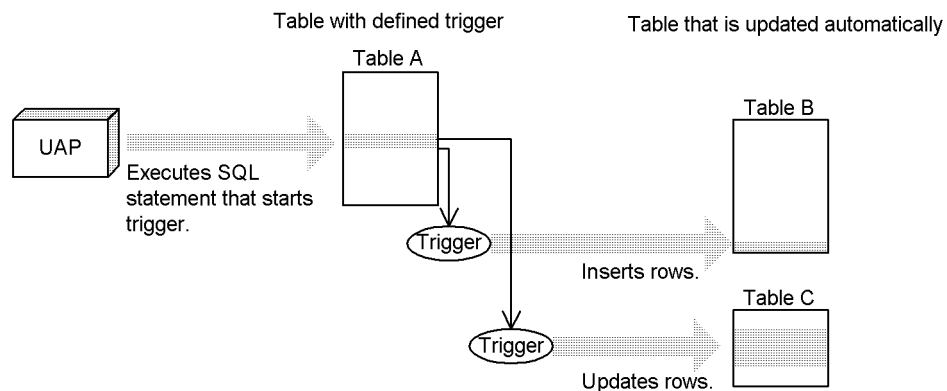 Table with defined trigger
Table that is updated automatically
Table A
Table B
UAP
Executes SQL
statement that starts
trigger.
Trigger
Inserts rows.
Table C
Trigger
Updates rows.